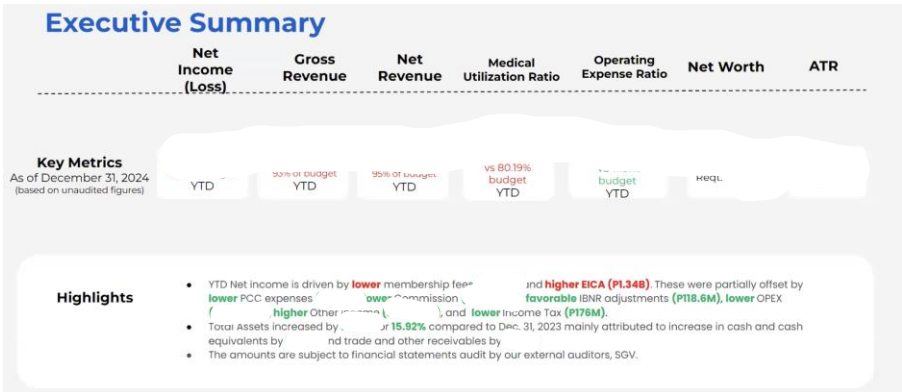 Executive Summary
Net Income (Loss)
Gross Revenue
Net Revenue
Medical Utilization Ratio
Operating Expense Ratio
Net Worth
ATR
Key Metrics
As of December 31, 2024
(based on unaudited figures)
YTD
93% of budget
YTD
95% of budget
YTD
vs 80.19%
budget
YTD
budget
YTD
Highlights
• YTD Net income is driven by lower membership and higher EICA (P1.34B). These were partially offset by
lower PCC expenses Commission favorable IBNR adjustments (P118.6M), lower OPEX
higher Other , and lower Income Tax (P176M).
• Total Assets increased by 15.92% compared to Dec. 31, 2023 mainly attributed to increase in cash and cash
equivalents by trade and other receivables by
• The amounts are subject to financial statements audit by our external auditors, SGV.